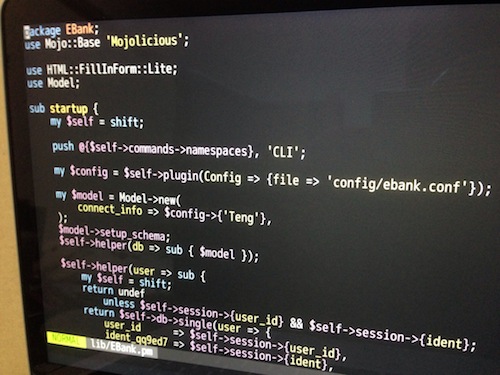 package EBank;
use Mojo::Base 'Mojolicious';
use HTML::FillInForm::Lite;
use Model;
sub startup {
my $self = shift;
push @{$self->commands->namespaces}, 'CLI';
my $config = $self->plugin(Config => {file => 'config/ebank.conf'});
my $model = Model->new(
connect_info => $config->{'Teng'},
);
$model->setup_schema;
$self->helper(db => sub { $model });
$self->helper(user => sub {
my $self = shift;
return undef
unless $self->session->{user_id} && $self->session->{ident};
return $self->db->single(user => {
user_id => $self->session->{user_id},
ident_qq9ed7 => $self->session->{ident},
NORMAL lib/EBank.pm